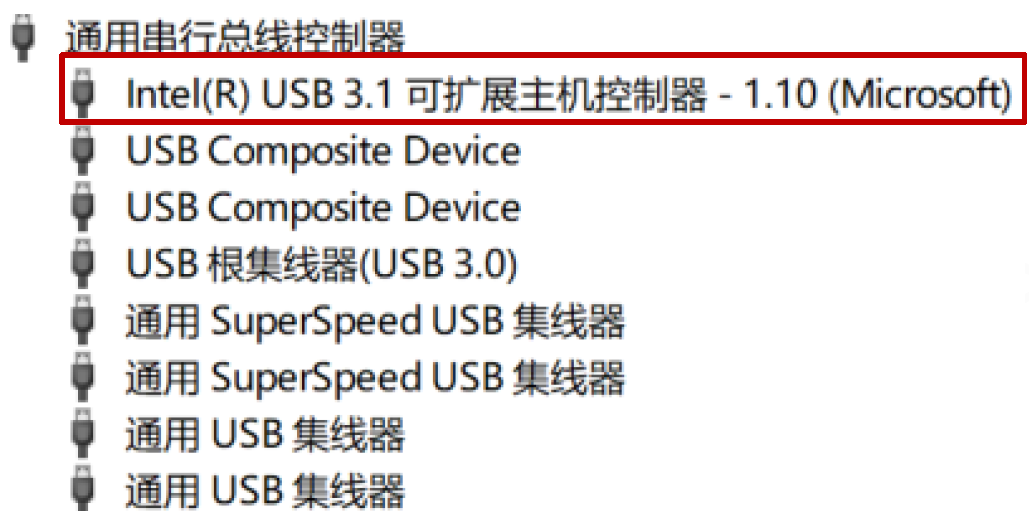 通用串行总线控制器
Intel(R) USB 3.1 可扩展主机控制器 - 1.10 (Microsoft)
USB Composite Device
USB Composite Device
USB 根集线器(USB 3.0)
通用 SuperSpeed USB 集线器
通用 SuperSpeed USB 集线器
通用 USB 集线器
通用 USB 集线器